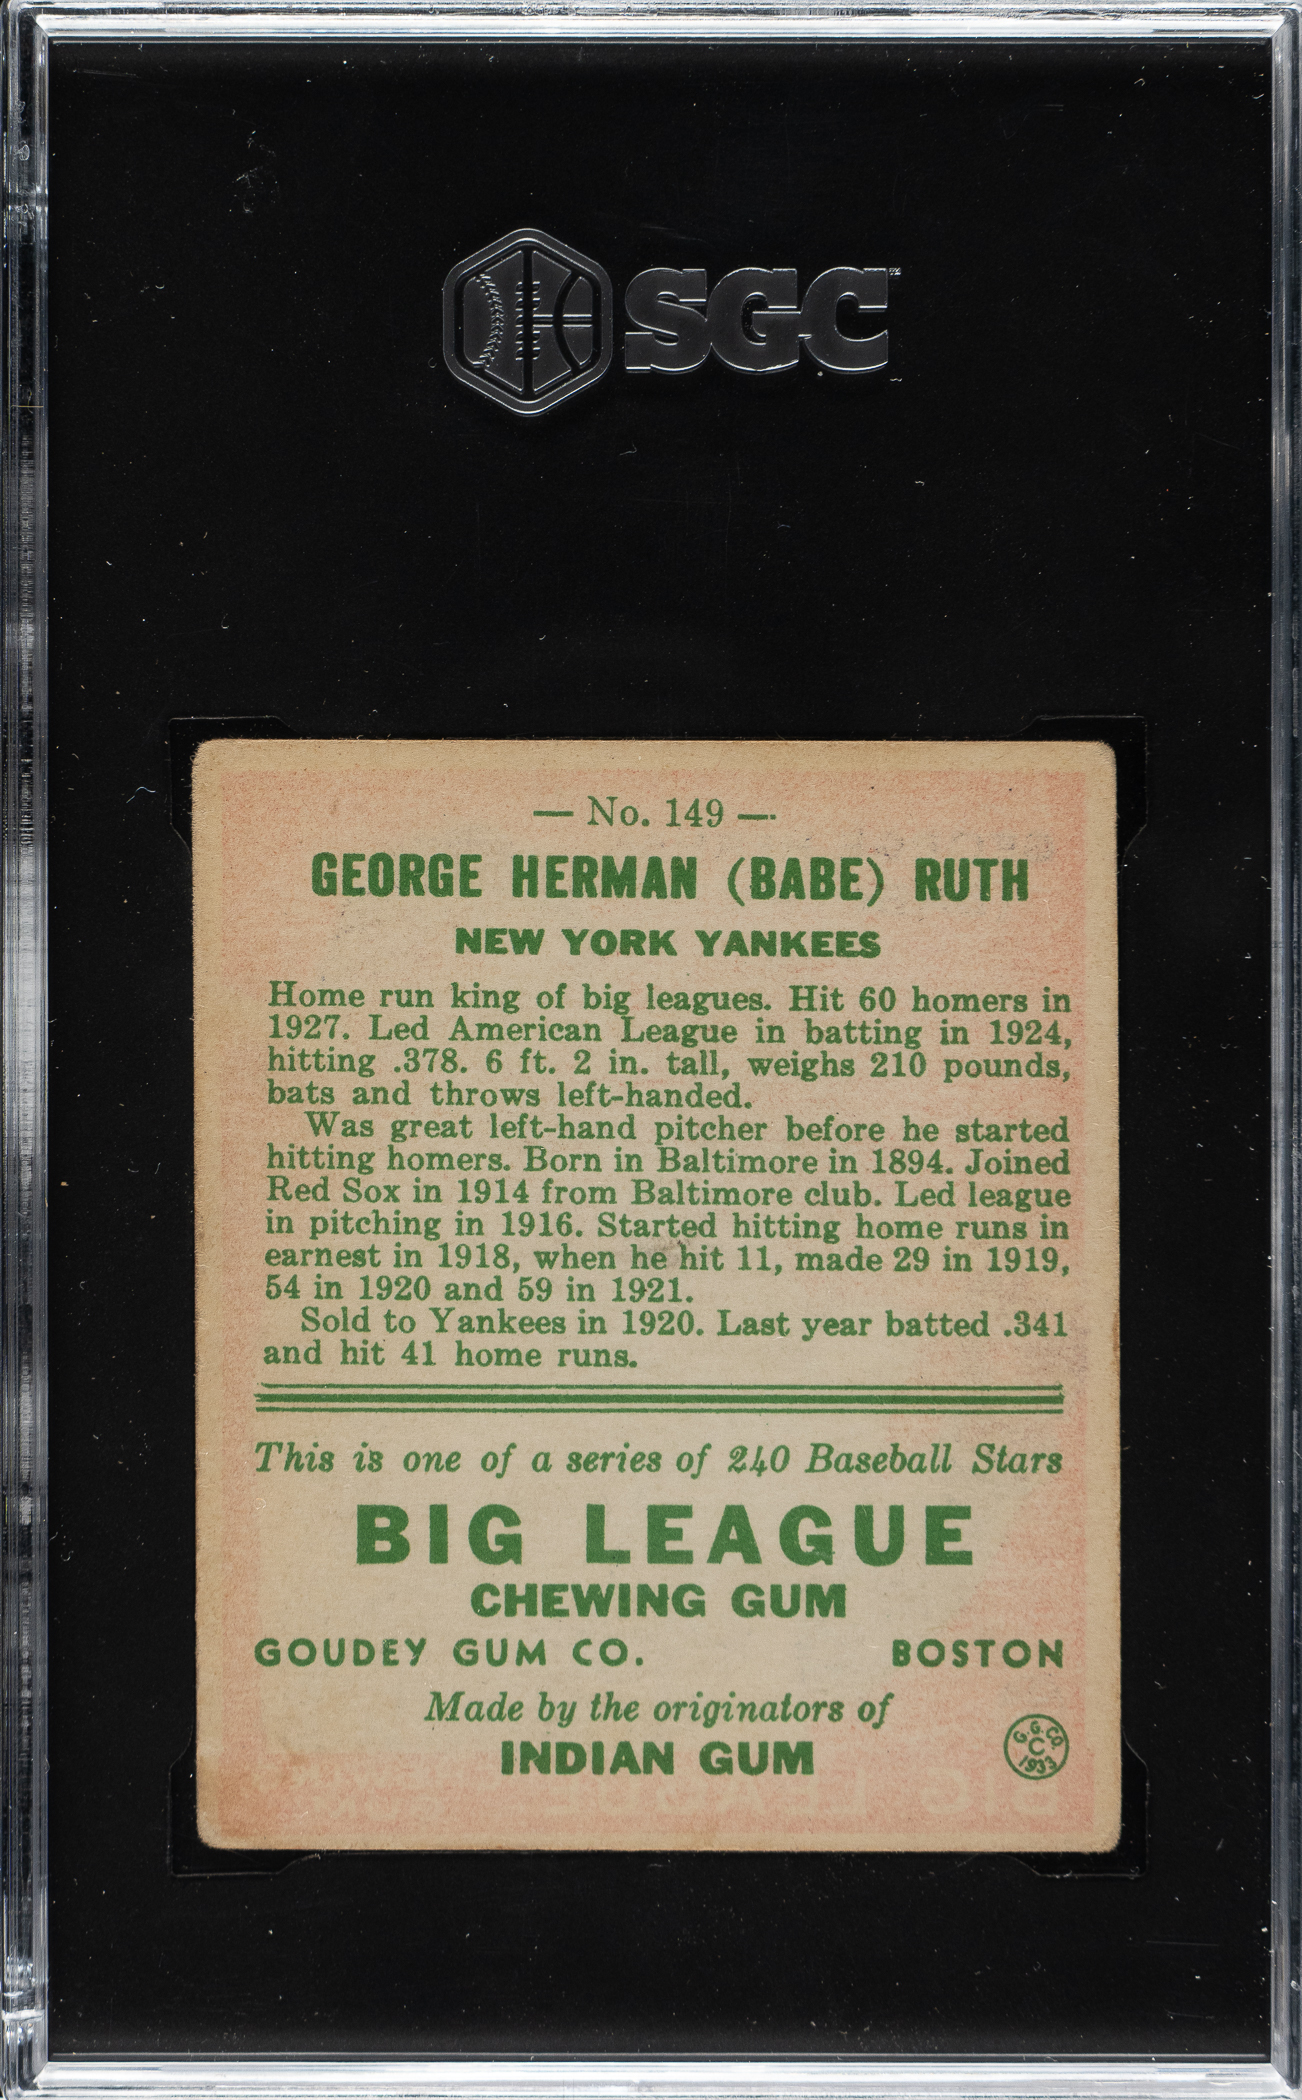 SGC™
— No. 149 —
GEORGE HERMAN (BABE) RUTH
NEW YORK YANKEES
Home run king of big leagues. Hit 60 homers in
1927. Led American League in batting in 1924,
hitting .378. 6 ft. 2 in. tall, weighs 210 pounds,
bats and throws left-handed.
Was great left-hand pitcher before he started
hitting homers. Born in Baltimore in 1894. Joined
Red Sox in 1914 from Baltimore club. Led league
in pitching in 1916. Started hitting home runs in
earnest in 1918, when he hit 11, made 29 in 1919,
54 in 1920 and 59 in 1921.
Sold to Yankees in 1920. Last year batted .341
and hit 41 home runs.
This is one of a series of 240 Baseball Stars
BIG LEAGUE
CHEWING GUM
GOUDEY GUM CO. BOSTON
Made by the originators of
INDIAN GUM
G.G.CO.
C
1933
BIG LEAGUE